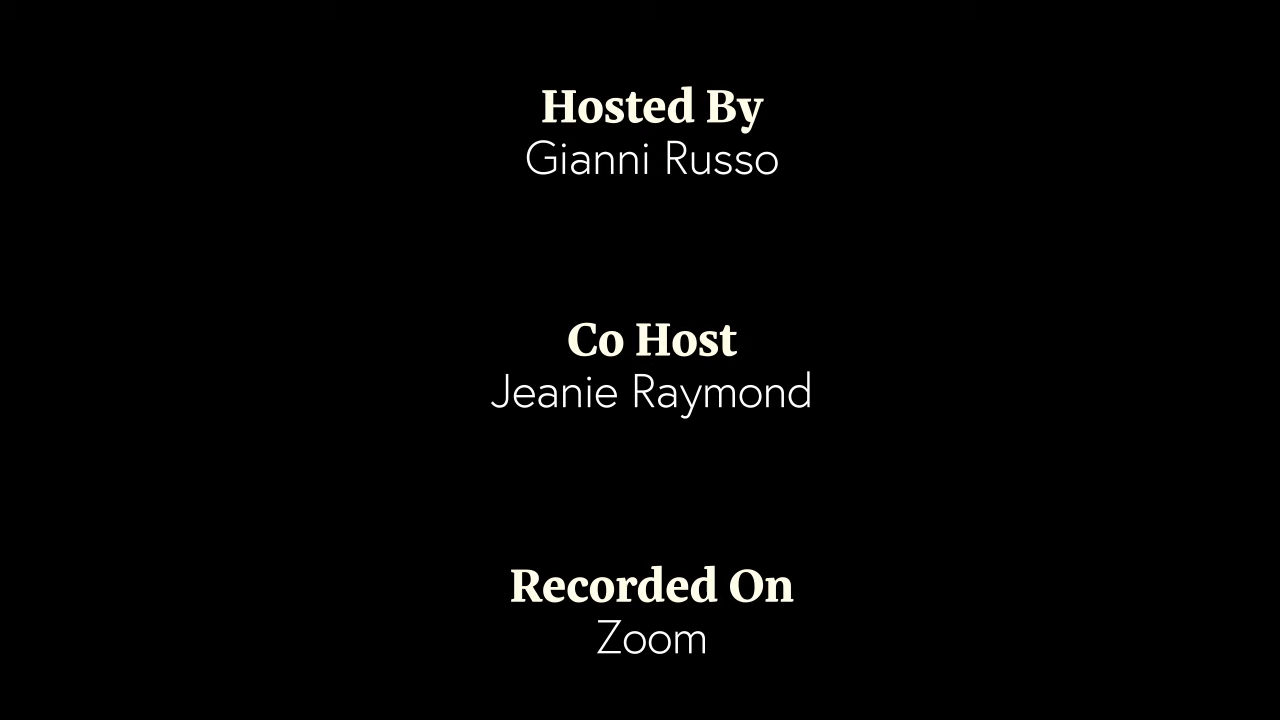 Hosted By
Gianni Russo
Co Host
Jeanie Raymond
Recorded On
Zoom